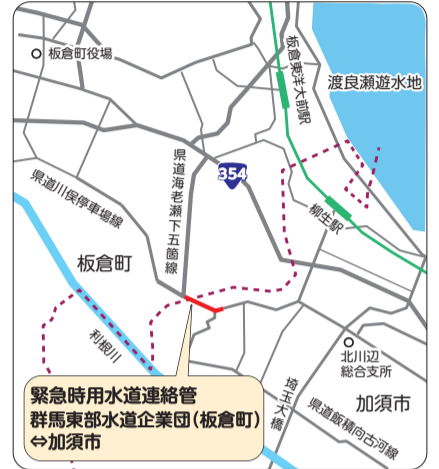 板倉町役場
板倉東洋大前駅
渡良瀬遊水地
県道海老瀬下五箇線
354
県道川俣停車場線
柳生駅
板倉町
利根川
北川辺
総合支所
埼玉大橋
加須市
県道飯積向古河線
緊急時用水道連絡管
群馬東部水道企業団(板倉町)
⇔加須市